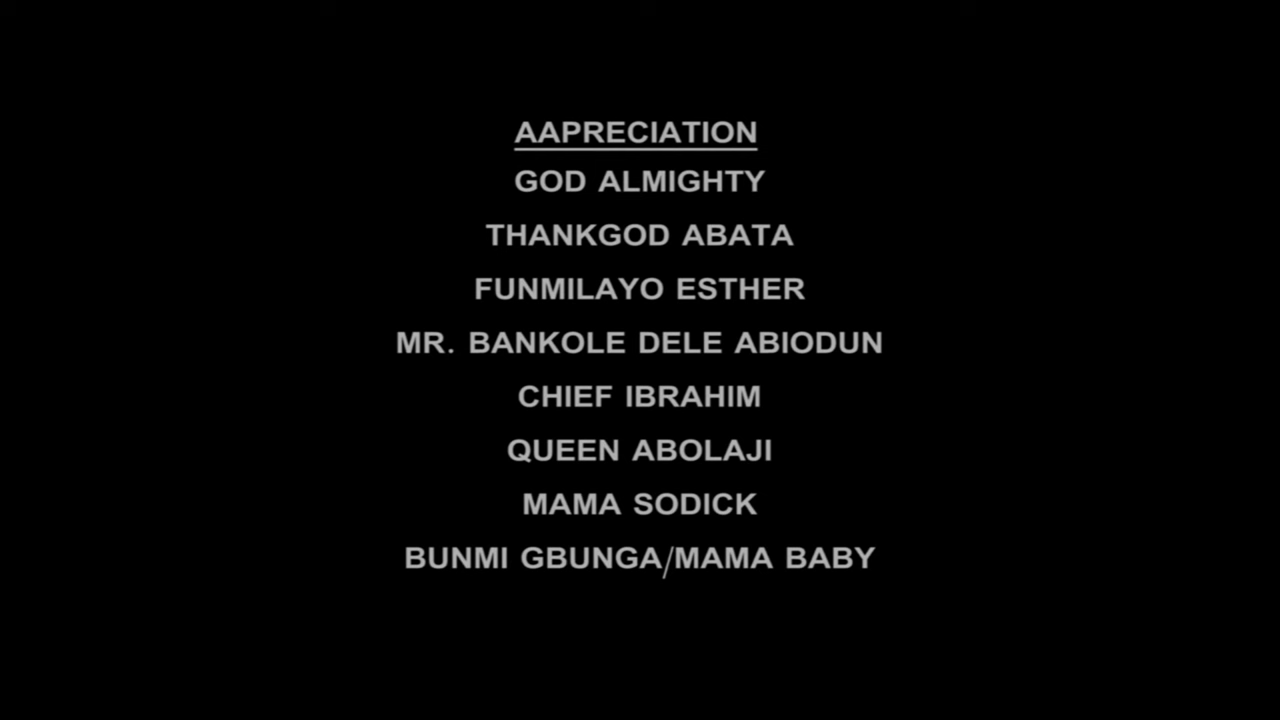 AAPRECIATION
GOD ALMIGHTY
THANKGOD ABATA
FUNMILAYO ESTHER
MR. BANKOLE DELE ABIODUN
CHIEF IBRAHIM
QUEEN ABOLAJI
MAMA SODICK
BUNMI GBUNGA/MAMA BABY